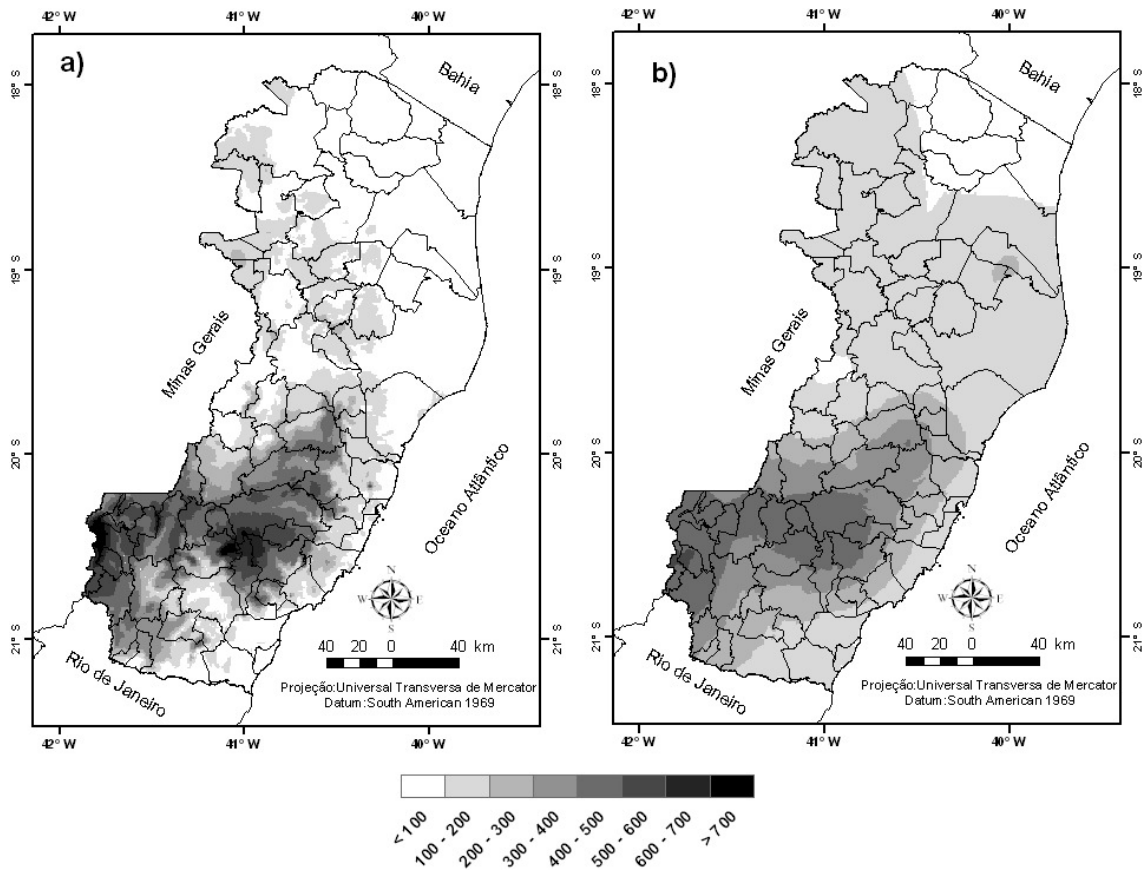 42° W 41° W 40° W
a)
18° S
19° S
20° S
21° S
Bahia
Minas Gerais
Oceano Atlântico
Rio de Janeiro
N
W E
S
40 20 0 40 km
Projeção:Universal Transversa de Mercator
Datum:South American 1969
42° W 41° W 40° W
42° W 41° W 40° W
b)
18° S
19° S
20° S
21° S
18° S
19° S
20° S
21° S
Bahia
Minas Gerais
Oceano Atlântico
Rio de Janeiro
N
W E
S
40 20 0 40 km
Projeção:Universal Transversa de Mercator
Datum:South American 1969
42° W 41° W 40° W
< 100
100 - 200
200 - 300
300 - 400
400 - 500
500 - 600
600 - 700
> 700